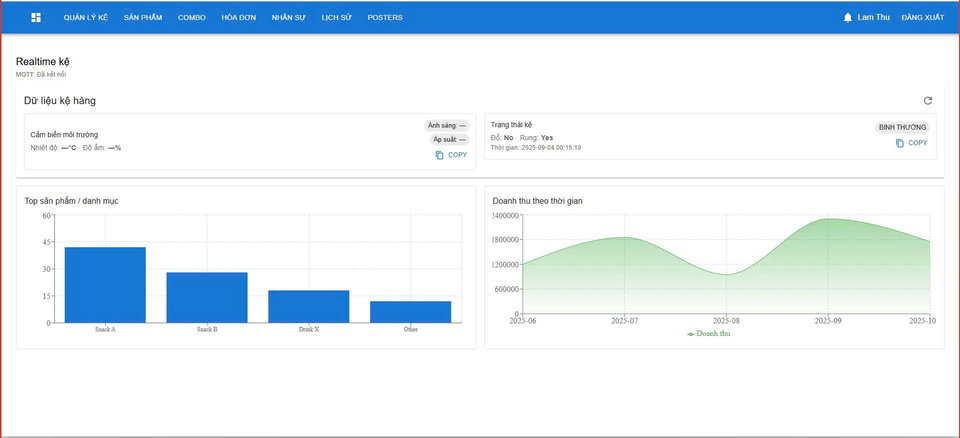 QUẢN LÝ KỆ SẢN PHẨM COMBO HÓA ĐƠN NHÂN SỰ LỊCH SỬ POSTERS Lam Thu ĐĂNG XUẤT
Realtime kệ
MQTT: Đã kết nối
Dữ liệu kệ hàng
Cảm biến môi trường
Nhiệt độ: —°C · Độ ẩm: —%
Ánh sáng: —
Áp suất: —
COPY
Trạng thái kệ
Đổ: No · Rung: Yes
Thời gian: 2025-09-04 00:15:10
BÌNH THƯỜNG
COPY
Top sản phẩm / danh mục
60
45
30
15
0
Snack A Snack B Drink X Other
Doanh thu theo thời gian
2400000
1800000
1200000
600000
0
2025-06 2025-07 2025-08 2025-09 2025-10
Doanh thu